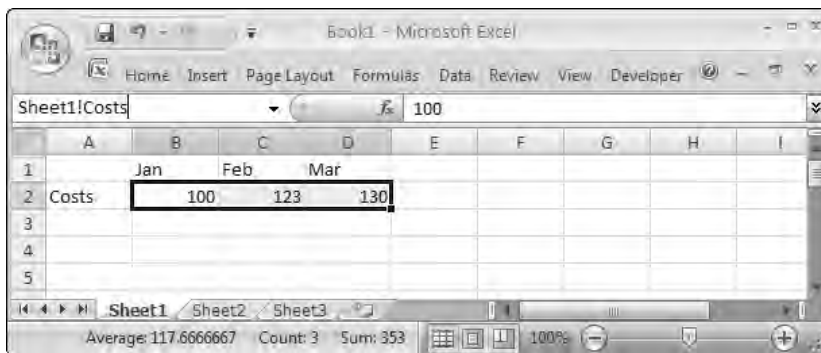 Book1 - Microsoft Excel
Home Insert Page Layout Formulas Data Review View Developer
Sheet1!Costs fx 100
A B C D E F G H I
1 Jan Feb Mar
2 Costs 100 123 130
3
4
5
Sheet1 Sheet2 Sheet3
Average: 117.6666667 Count: 3 Sum: 353 100%